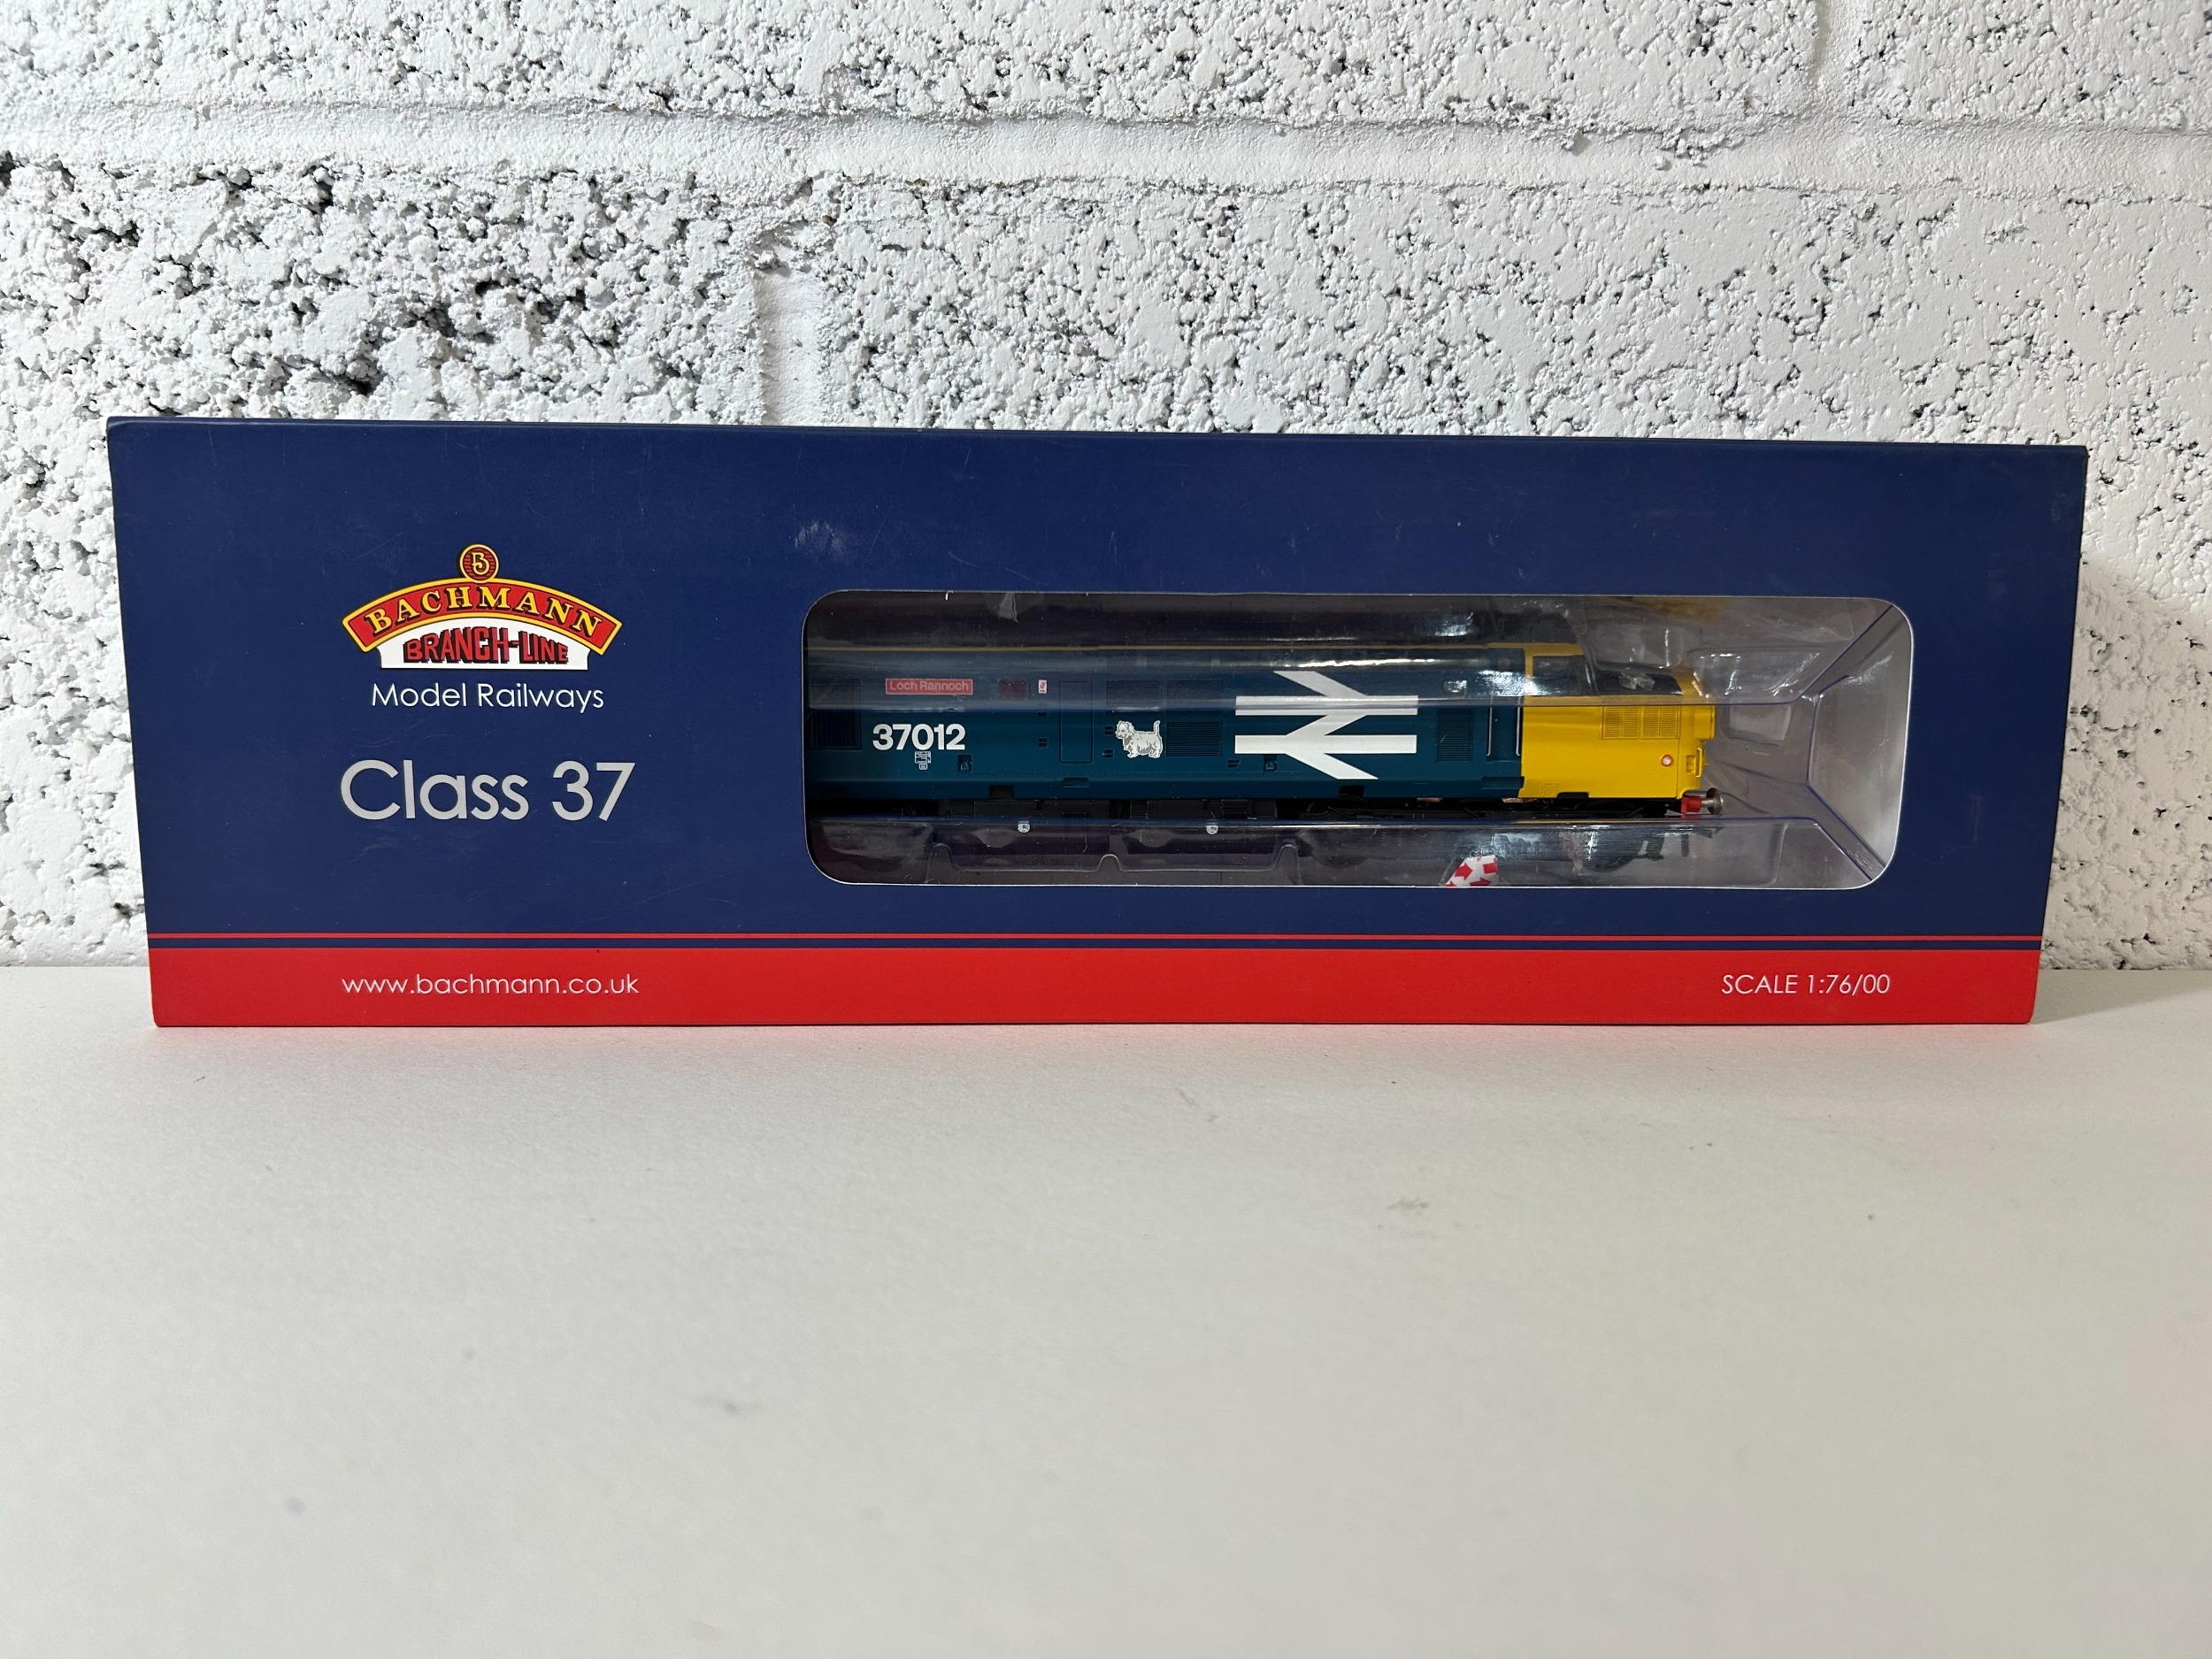 B
BACHMANN
BRANCH-LINE
Model Railways
Class 37
Loch Rannoch
37012
www.bachmann.co.uk
SCALE 1:76/00